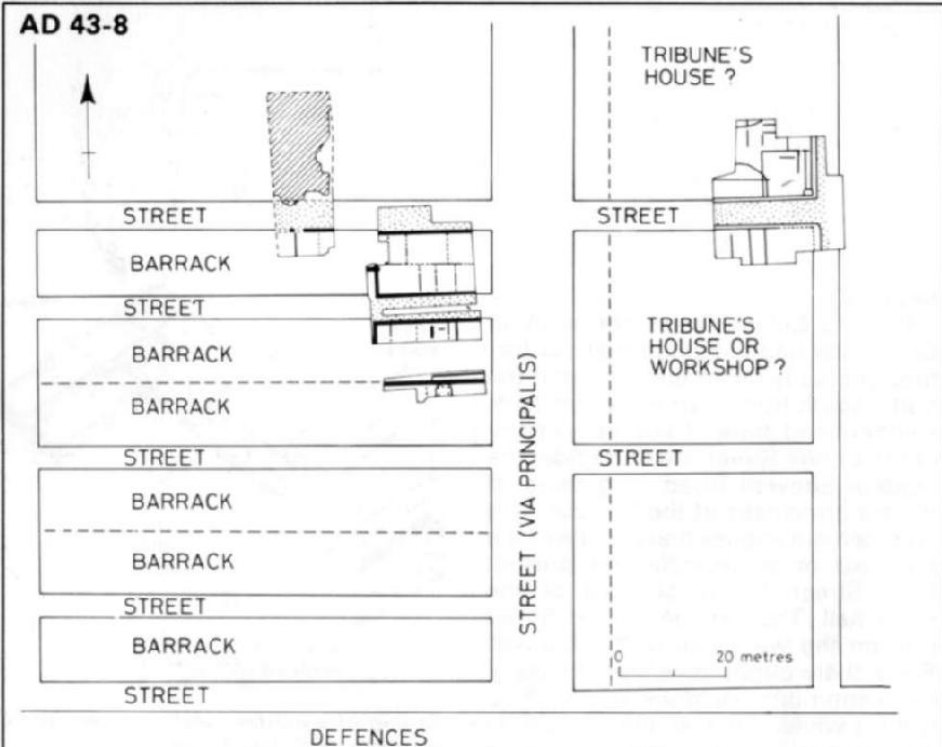 AD 43-8
TRIBUNE'S
HOUSE ?
STREET
STREET
BARRACK
STREET
BARRACK
BARRACK
TRIBUNE'S
HOUSE OR
WORKSHOP ?
STREET (VIA PRINCIPALIS)
STREET
STREET
BARRACK
BARRACK
STREET
BARRACK
0 20 metres
STREET
DEFENCES